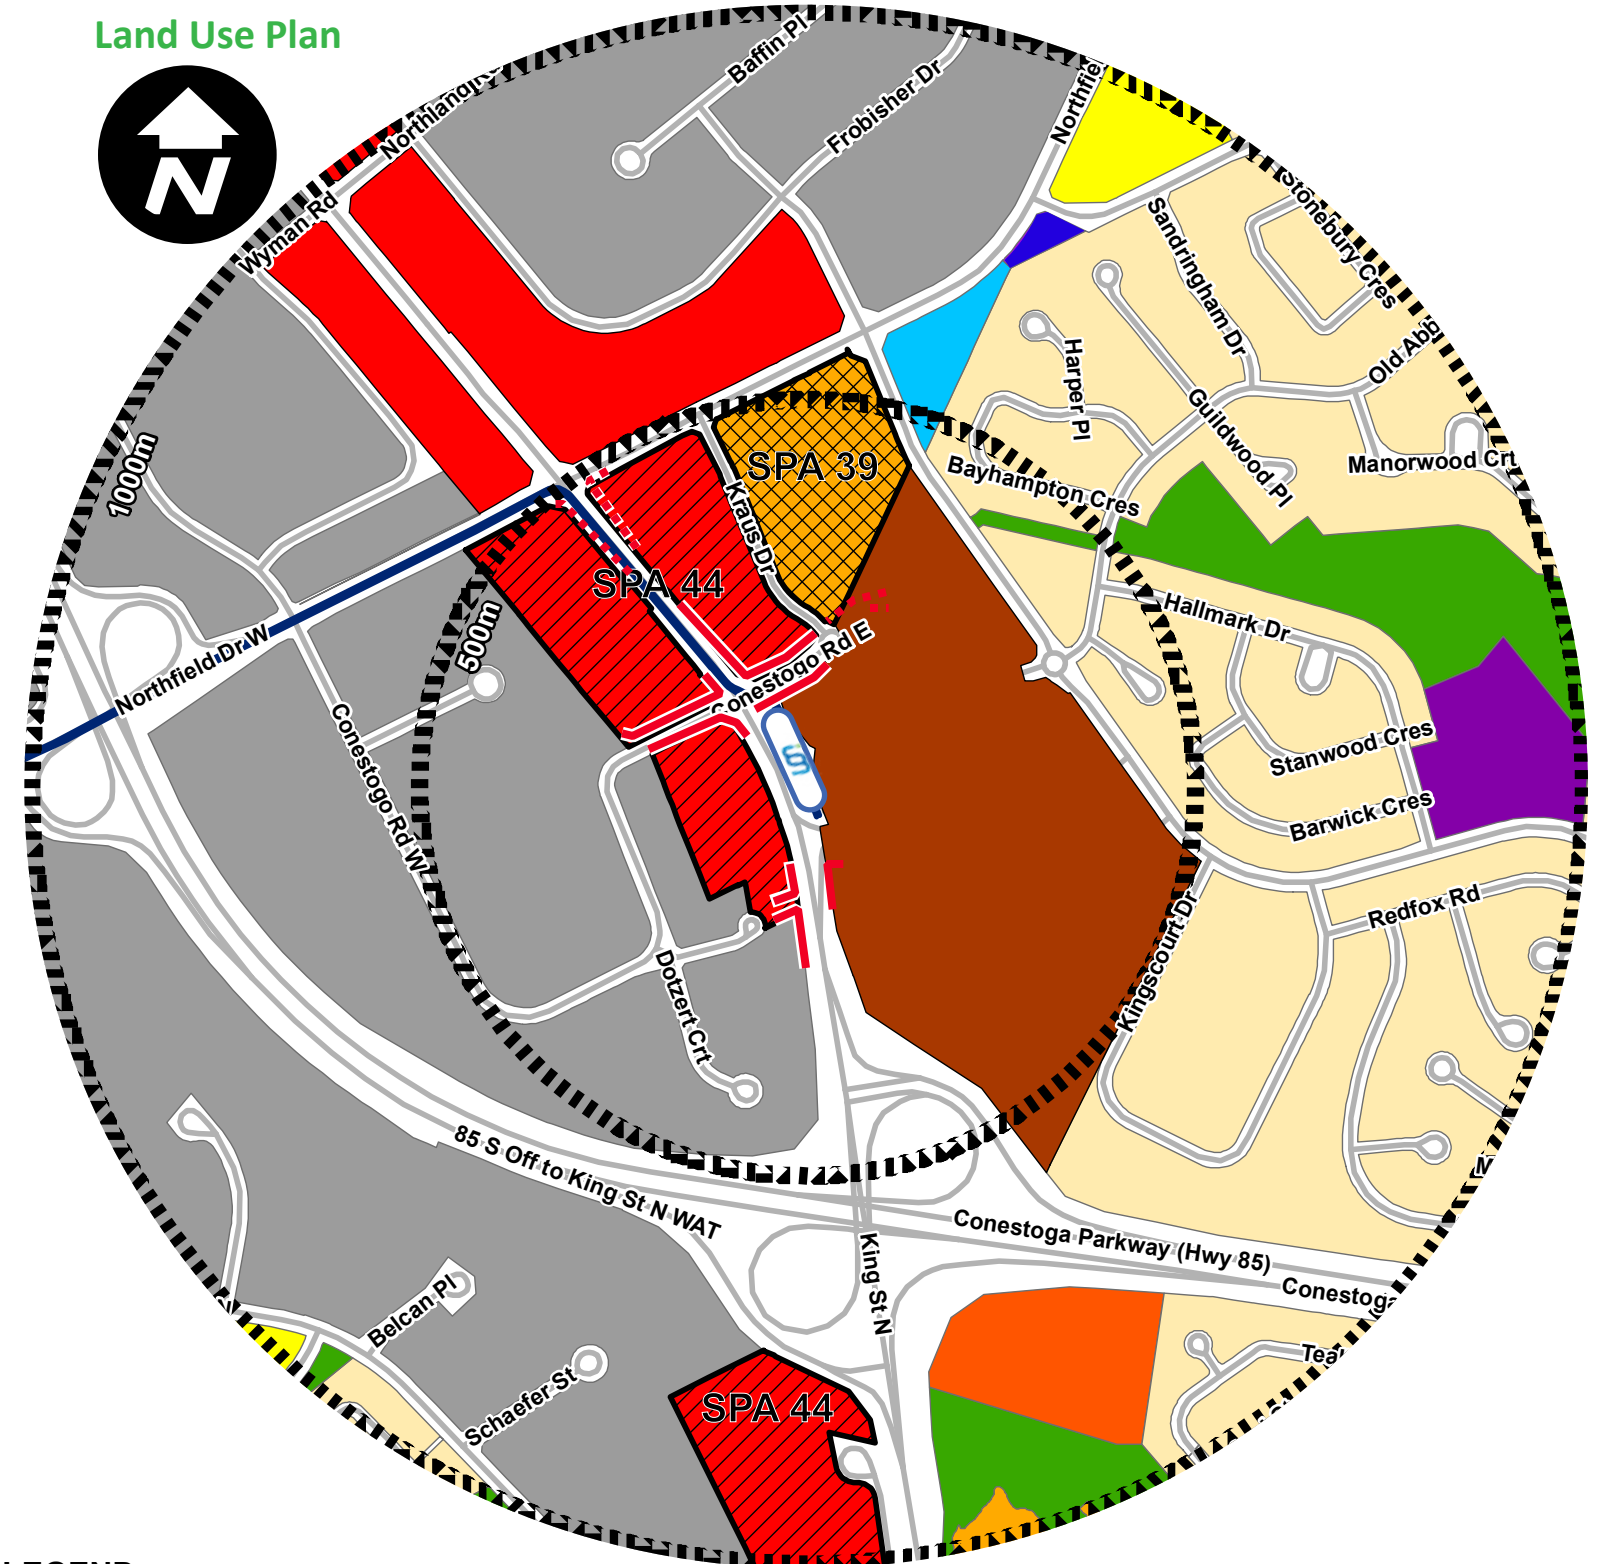 Land Use Plan
N
Baffin Pl
Frobisher Dr
Northfie
Wyman Rd
Stonebury Cres
Sandringham Dr
Old Abb
Harper Pl
Guildwood Pl
Manorwood Crt
Bayhampton Cres
1000m
SPA 39
Kraus Dr
SPA 44
500m
Hallmark Dr
Northfield Dr W
Conestogo Rd E
Conestogo Rd W
Stanwood Cres
Barwick Cres
Redfox Rd
Kingscourt Dr
Dotzert Crt
85 S Off to King St N WAT
Conestoga Parkway (Hwy 85)
Conestoga
King St N
Belcan Pl
Schaefer St
SPA 44
LEGEND